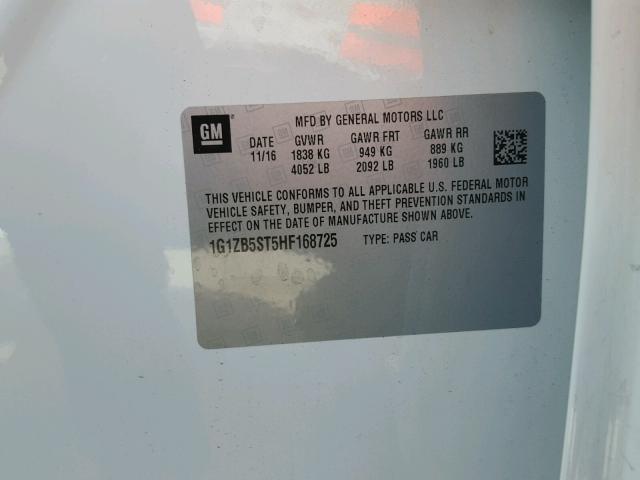 GM
MFD BY GENERAL MOTORS LLC
DATE GVWR GAWR FRT GAWR RR
11/16 1838 KG 949 KG 889 KG
4052 LB 2092 LB 1960 LB
THIS VEHICLE CONFORMS TO ALL APPLICABLE U.S. FEDERAL MOTOR
VEHICLE SAFETY, BUMPER, AND THEFT PREVENTION STANDARDS IN
EFFECT ON THE DATE OF MANUFACTURE SHOWN ABOVE.
1G1ZB5ST5HF168725 TYPE: PASS CAR